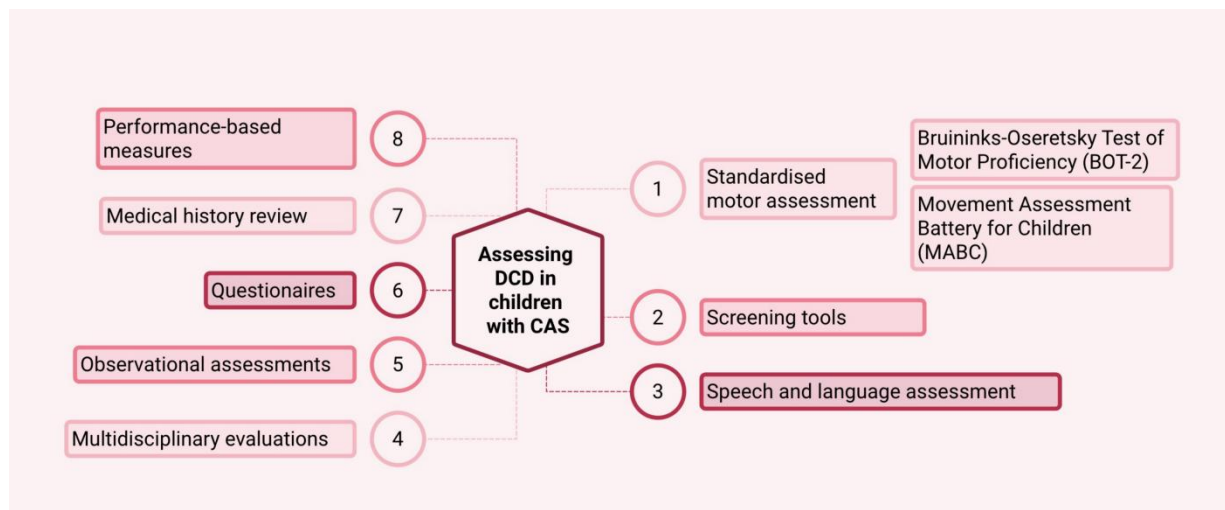 Assessing
DCD in
children
with CAS
1
Standardised
motor assessment
Bruininks-Oseretsky Test of
Motor Proficiency (BOT-2)
Movement Assessment
Battery for Children
(MABC)
2
Screening tools
3
Speech and language assessment
4
Multidisciplinary evaluations
5
Observational assessments
6
Questionaires
7
Medical history review
8
Performance-based
measures